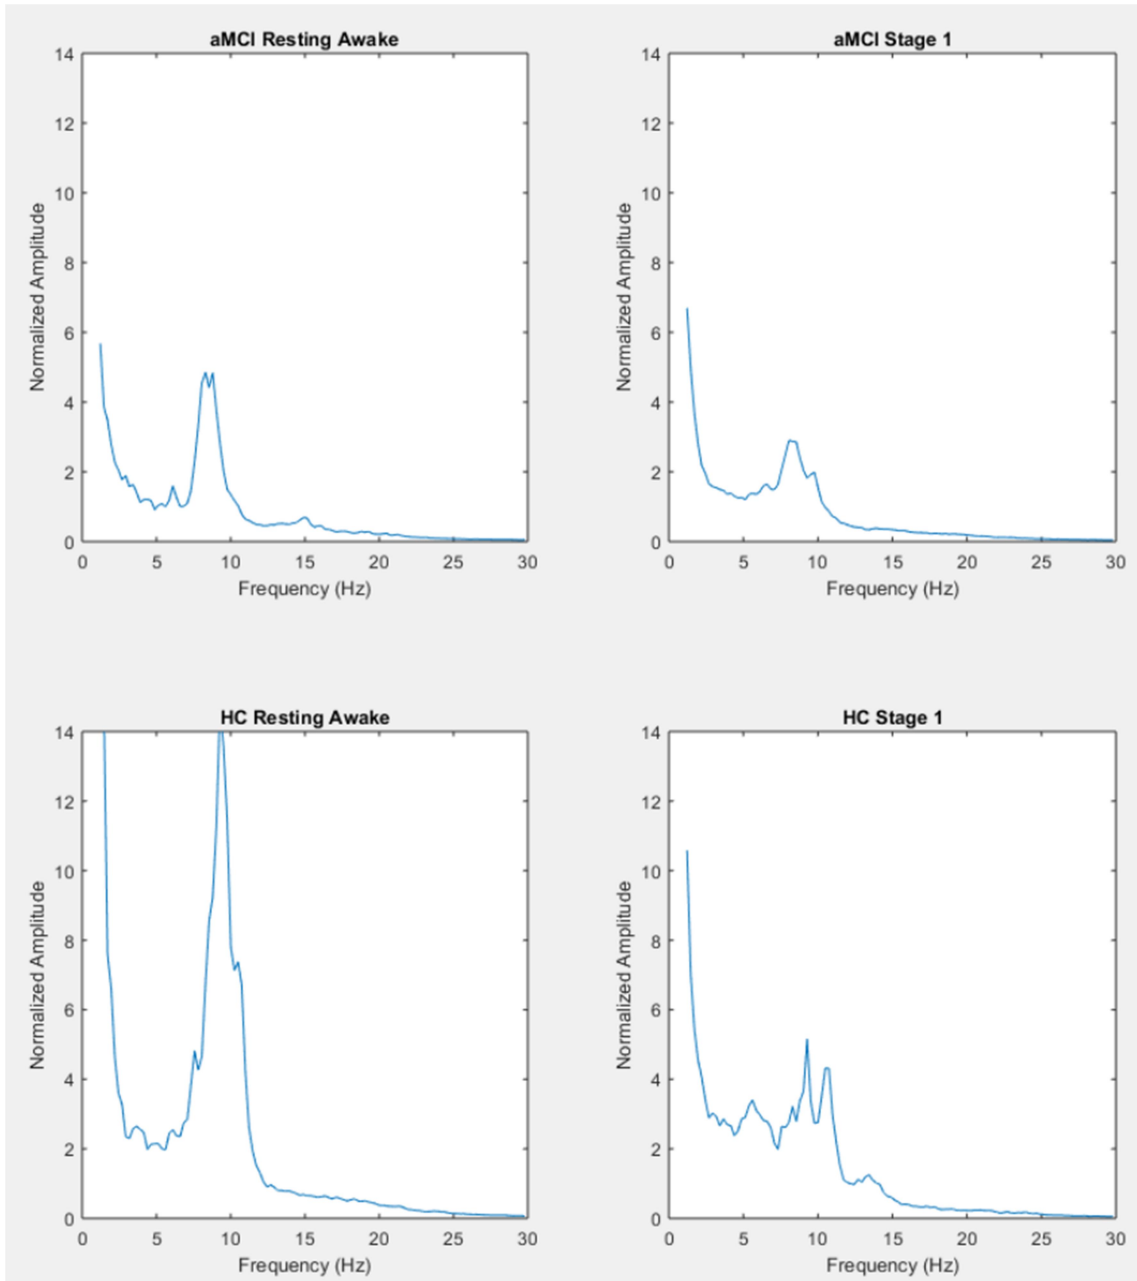 aMCI Resting Awake
14
12
10
8
6
4
2
0
Normalized Amplitude
0 5 10 15 20 25 30
Frequency (Hz)
aMCI Stage 1
14
12
10
8
6
4
2
0
Normalized Amplitude
0 5 10 15 20 25 30
Frequency (Hz)
HC Resting Awake
14
12
10
8
6
4
2
0
Normalized Amplitude
0 5 10 15 20 25 30
Frequency (Hz)
HC Stage 1
14
12
10
8
6
4
2
0
Normalized Amplitude
0 5 10 15 20 25 30
Frequency (Hz)